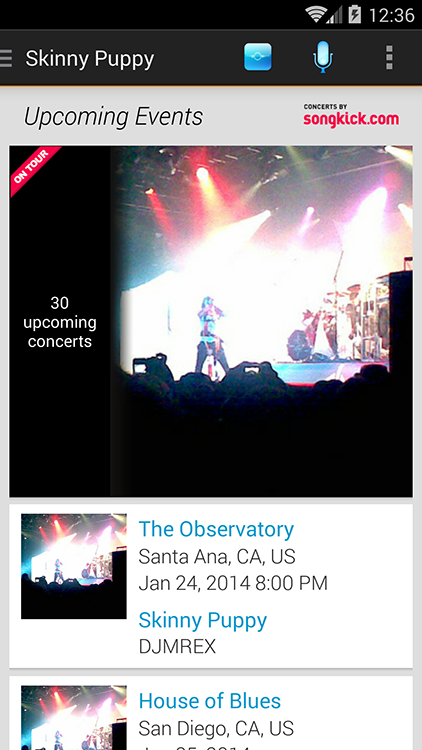 12:36
Skinny Puppy
Upcoming Events
CONCERTS BY
songkick.com
ON TOUR
30
upcoming
concerts
The Observatory
Santa Ana, CA, US
Jan 24, 2014 8:00 PM
Skinny Puppy
DJMREX
House of Blues
San Diego, CA, US